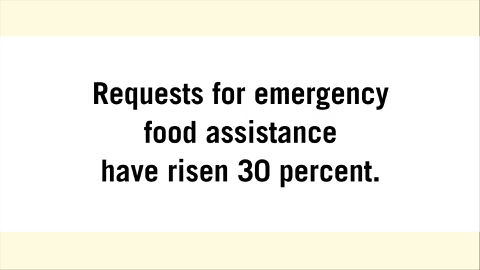 Requests for emergency
food assistance
have risen 30 percent.